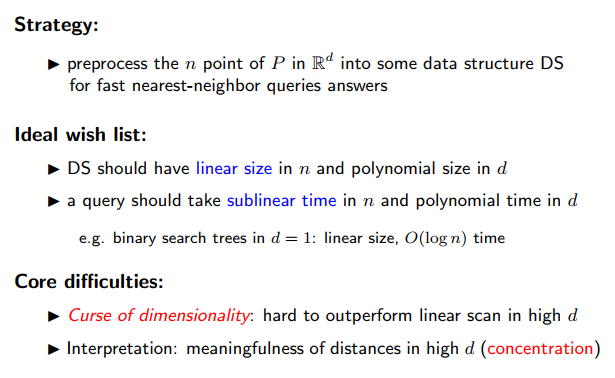 Strategy:
▶ preprocess the n point of P in ℝ^d into some data structure DS
for fast nearest-neighbor queries answers
Ideal wish list:
▶ DS should have linear size in n and polynomial size in d
▶ a query should take sublinear time in n and polynomial time in d
e.g. binary search trees in d = 1: linear size, O(log n) time
Core difficulties:
▶ Curse of dimensionality: hard to outperform linear scan in high d
▶ Interpretation: meaningfulness of distances in high d (concentration)